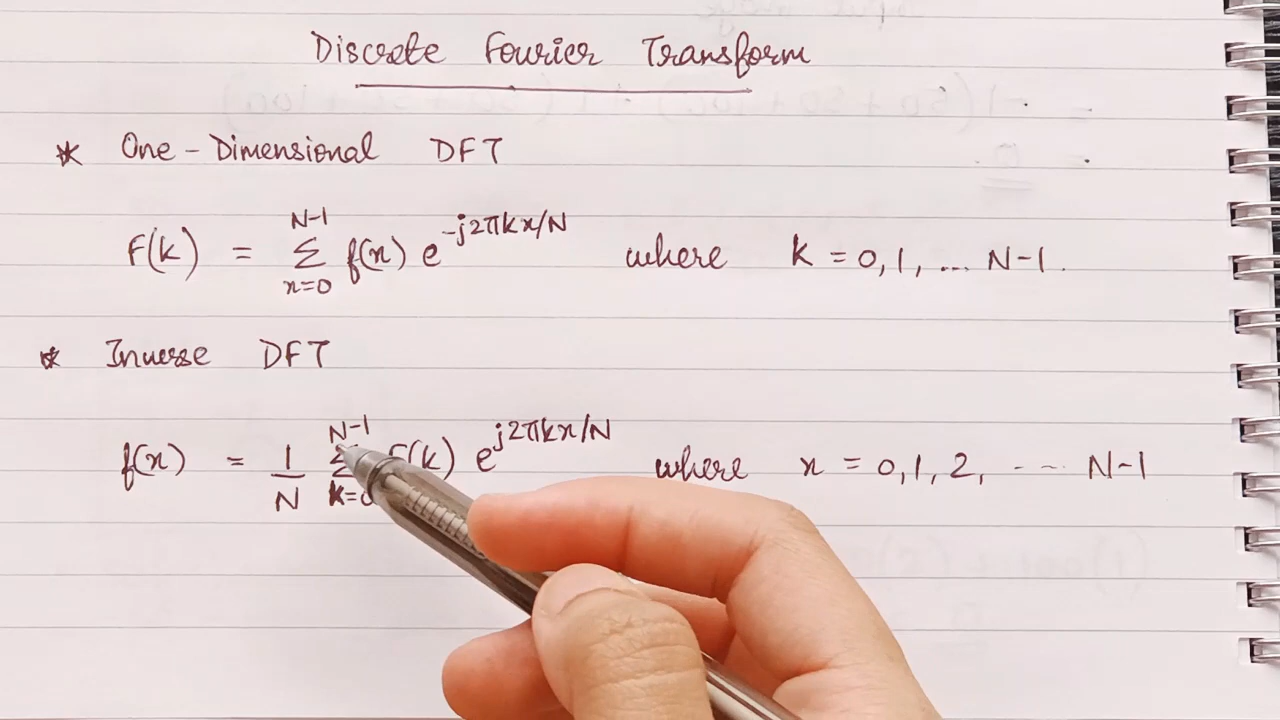 Discrete Fourier Transform
* One-Dimensional DFT
F(k) = Σ_{x=0}^{N-1} f(x) e^{-j2πkx/N} where k = 0,1, .... N-1.
* Inverse DFT
f(x) = 1/N Σ_{k=0}^{N-1} F(k) e^{j2πkx/N} where x = 0,1,2, - -- N-1